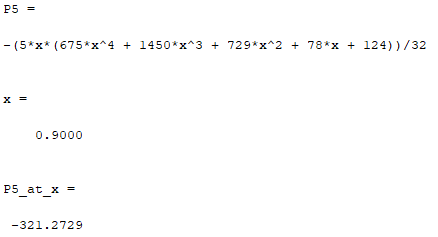 P5 =
-(5*x*(675*x^4 + 1450*x^3 + 729*x^2 + 78*x + 124))/32
x =
0.9000
P5_at_x =
-321.2729